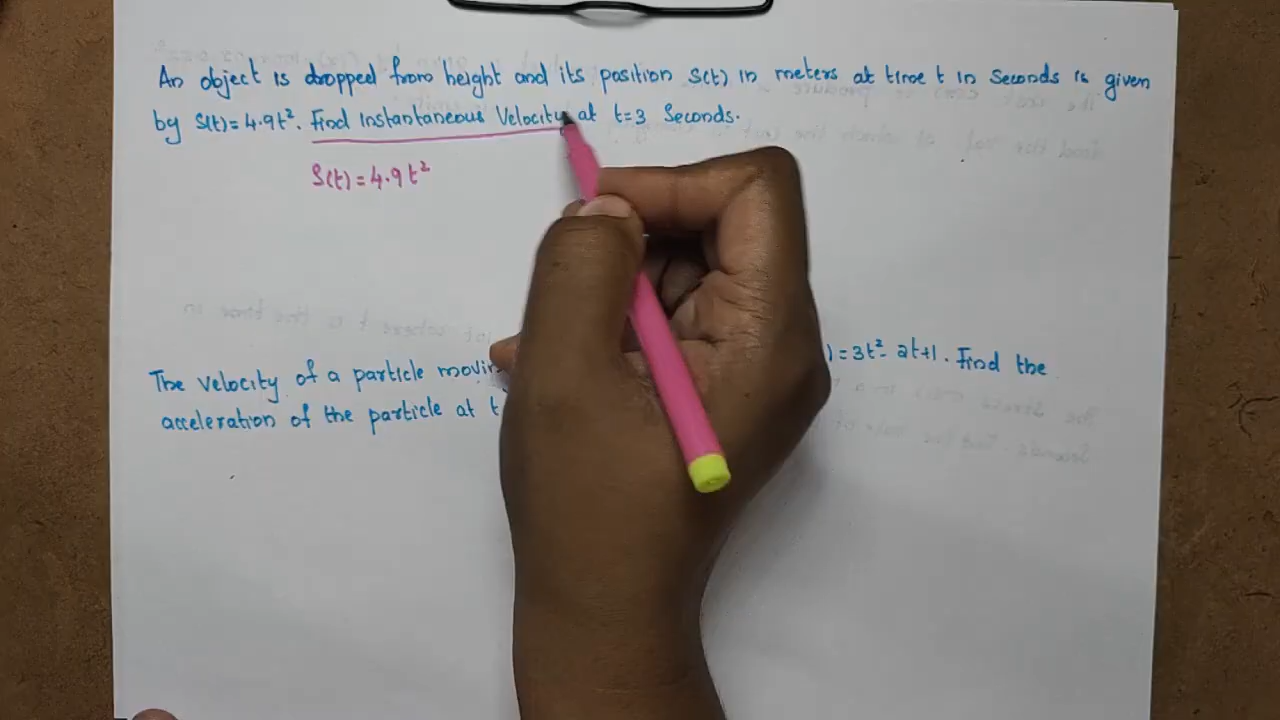 An object is dropped from height and its position S(t) in meters at time t in Seconds is given
by S(t) = 4.9t². Find Instantaneous Velocity at t=3 Seconds.
S(t) = 4.9t²
The velocity of a particle ) = 3t² - 2t+1. Find the
acceleration of the particle at t